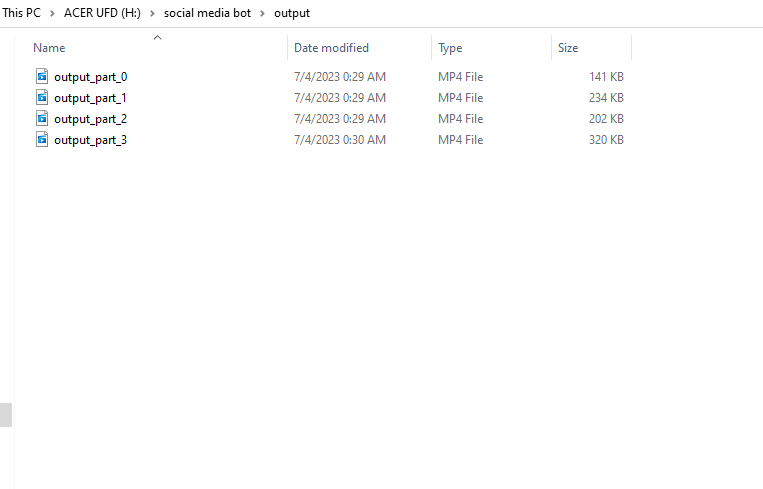 This PC > ACER UFD (H:) > social media bot > output
Name Date modified Type Size
output_part_0 7/4/2023 0:29 AM MP4 File 141 KB
output_part_1 7/4/2023 0:29 AM MP4 File 234 KB
output_part_2 7/4/2023 0:29 AM MP4 File 202 KB
output_part_3 7/4/2023 0:30 AM MP4 File 320 KB